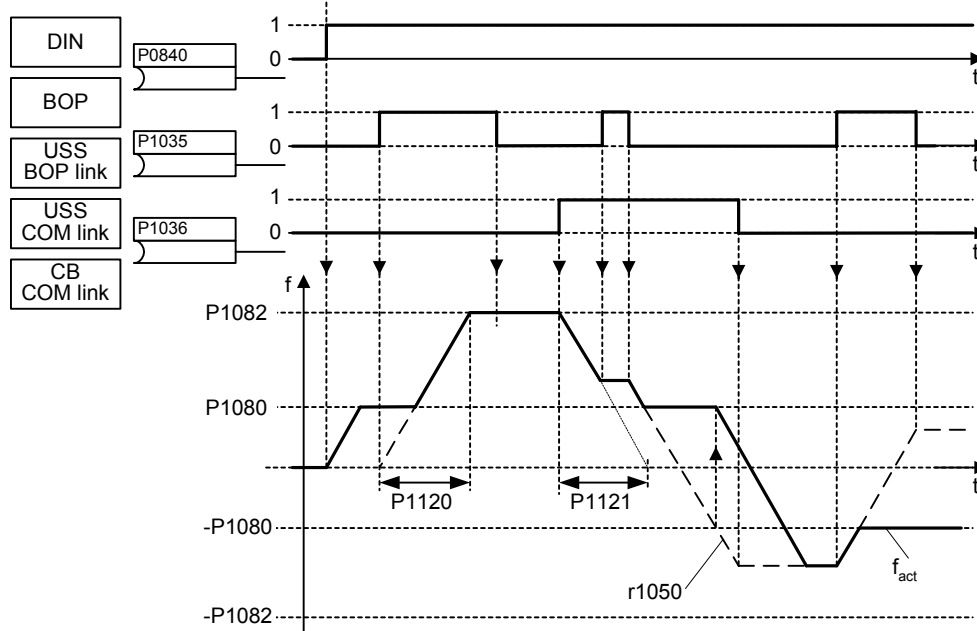 DIN
BOP
USS
BOP link
USS
COM link
CB
COM link
P0840
P1035
P1036
1
0
t
1
0
t
1
0
t
f
P1082
P1080
t
P1120
P1121
-P1080
r1050
fact
-P1082